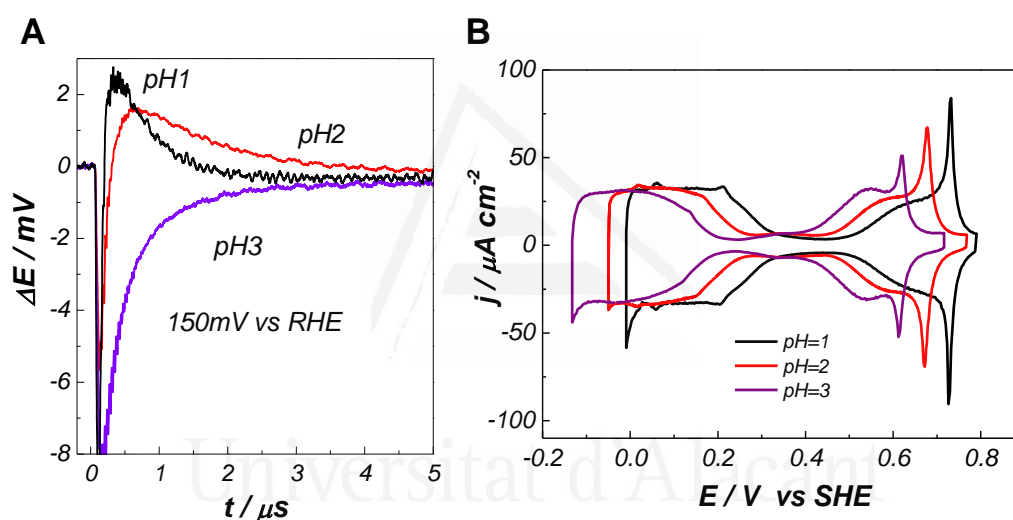 A
pH1
pH2
pH3
150mV vs RHE
2
0
-2
-4
-6
-8
ΔE / mV
0
1
2
3
4
5
t / μs
B
100
50
0
-50
-100
j / μA cm⁻²
pH=1
pH=2
pH=3
-0.2
0.0
0.2
0.4
0.6
0.8
E / V vs SHE
Universitat d'Alacant